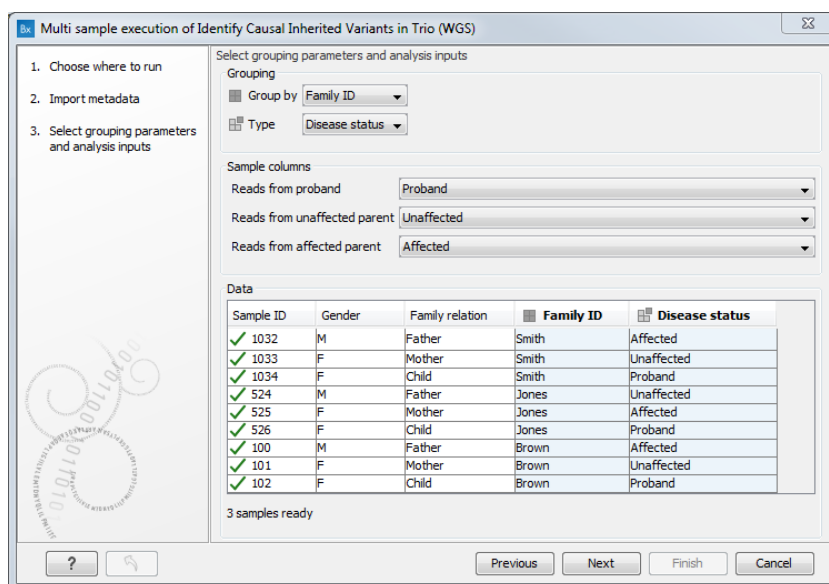 Bx Multi sample execution of Identify Causal Inherited Variants in Trio (WGS)
1. Choose where to run
2. Import metadata
3. Select grouping parameters
and analysis inputs
Select grouping parameters and analysis inputs
Grouping
Group by Family ID
Type Disease status
Sample columns
Reads from proband Proband
Reads from unaffected parent Unaffected
Reads from affected parent Affected
Data
Sample ID Gender Family relation Family ID Disease status
1032 M Father Smith Affected
1033 F Mother Smith Unaffected
1034 F Child Smith Proband
524 M Father Jones Unaffected
525 F Mother Jones Affected
526 F Child Jones Proband
100 M Father Brown Affected
101 F Mother Brown Unaffected
102 F Child Brown Proband
3 samples ready
? Previous Next Finish Cancel